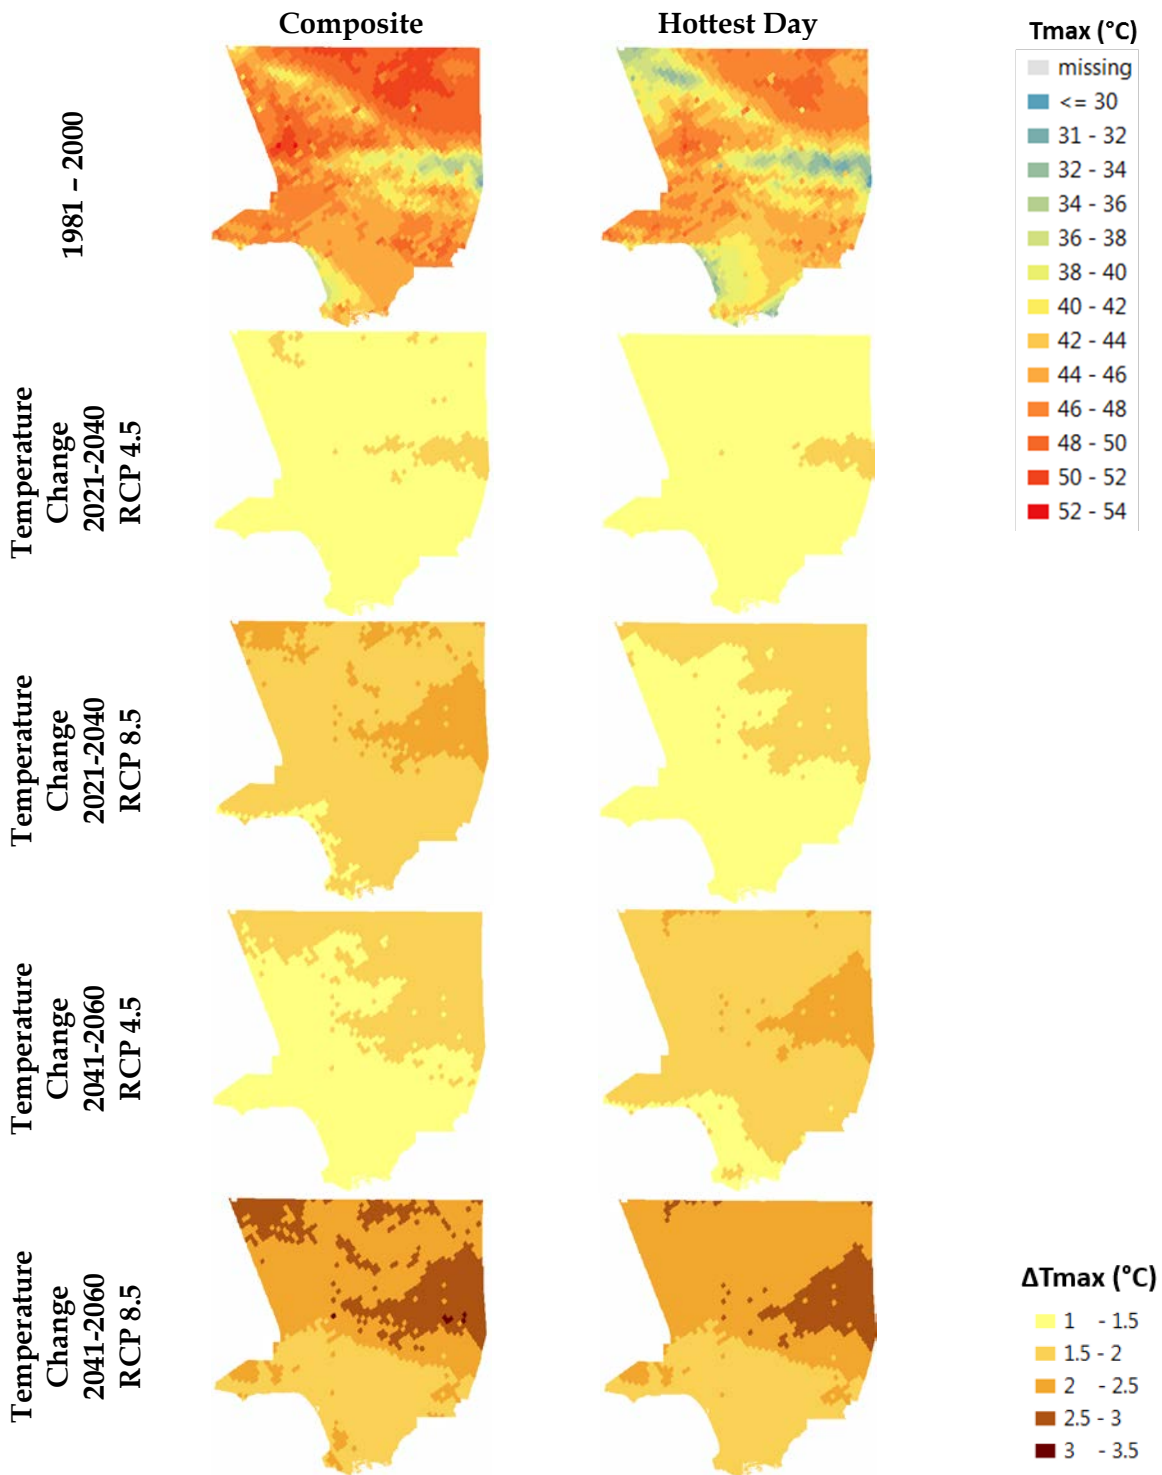 Composite
Hottest Day
Tmax (°C)
missing
<= 30
31 - 32
32 - 34
34 - 36
36 - 38
38 - 40
40 - 42
42 - 44
44 - 46
46 - 48
48 - 50
50 - 52
52 - 54
1981 – 2000
Temperature
Change
2021-2040
RCP 4.5
Temperature
Change
2021-2040
RCP 8.5
Temperature
Change
2041-2060
RCP 4.5
Temperature
Change
2041-2060
RCP 8.5
ΔTmax (°C)
1 - 1.5
1.5 - 2
2 - 2.5
2.5 - 3
3 - 3.5